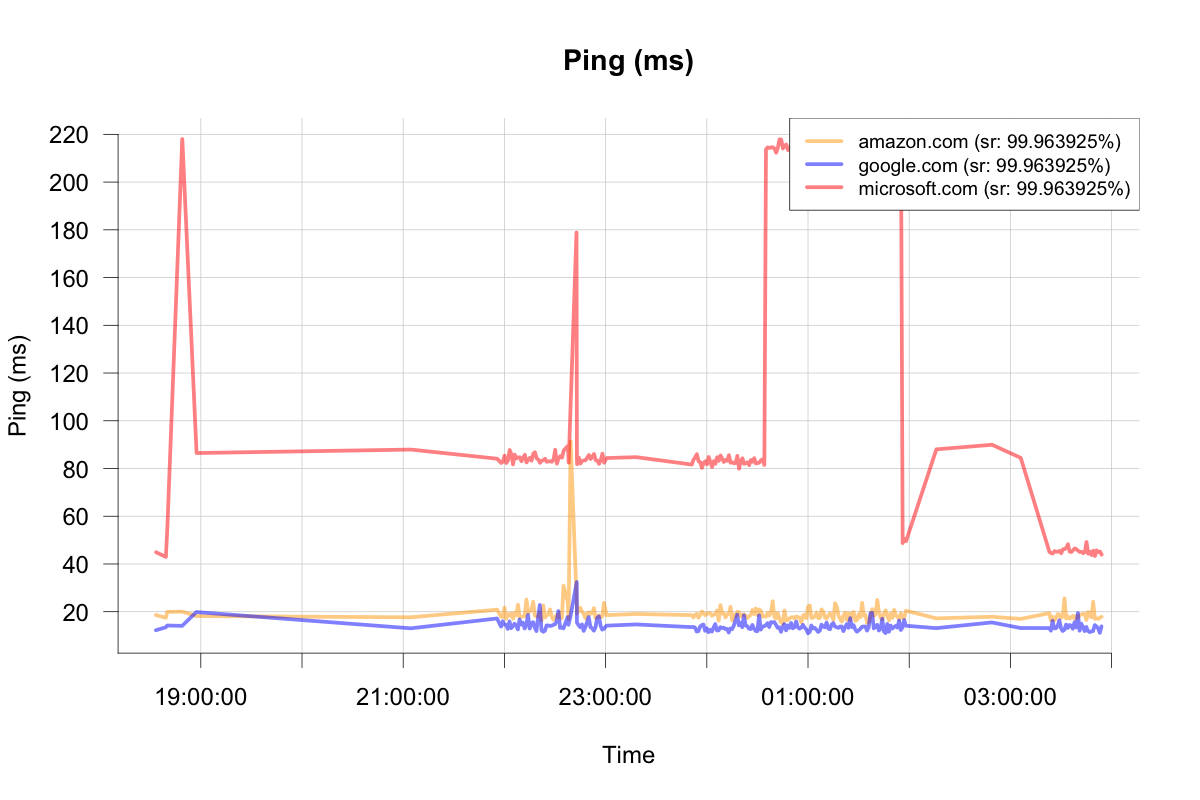 Ping (ms)
amazon.com (sr: 99.963925%)
google.com (sr: 99.963925%)
microsoft.com (sr: 99.963925%)
220
200
180
160
140
120
100
80
60
40
20
Ping (ms)
19:00:00 21:00:00 23:00:00 01:00:00 03:00:00
Time